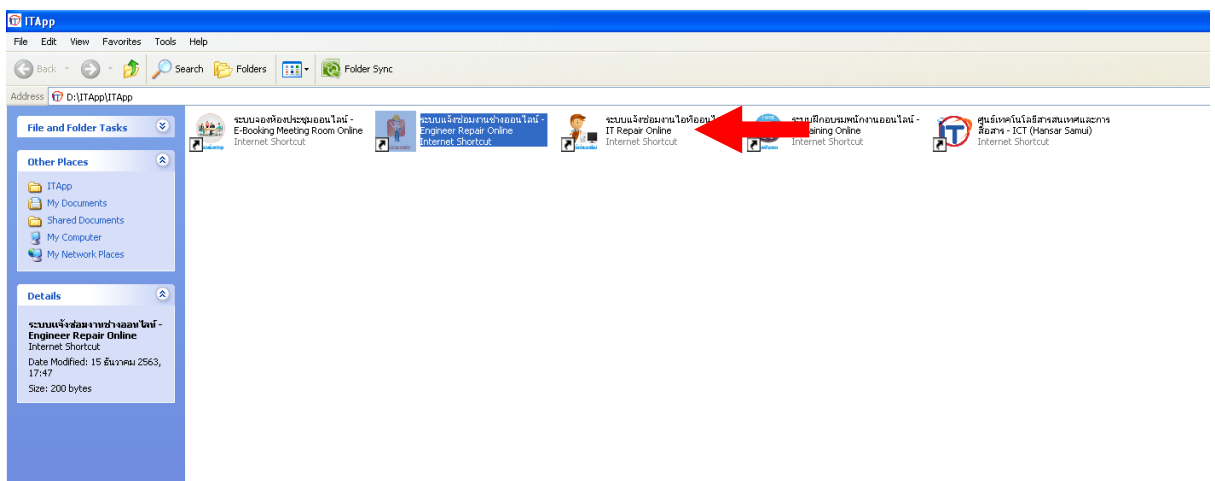 ITApp
File Edit View Favorites Tools Help
Back Search Folders Folder Sync
Address D:\ITApp\ITApp
File and Folder Tasks
Other Places
ITApp
My Documents
Shared Documents
My Computer
My Network Places
Details
ระบบแจ้งซ่อมงานช่างออนไลน์ -
Engineer Repair Online
Internet Shortcut
Date Modified: 15 ธันวาคม 2563,
17:47
Size: 200 bytes
ระบบจองห้องประชุมออนไลน์ -
E-Booking Meeting Room Online
Internet Shortcut
ระบบแจ้งซ่อมงานช่างออนไลน์ -
Engineer Repair Online
Internet Shortcut
ระบบแจ้งซ่อมงานไอทีออนไ
IT Repair Online
Internet Shortcut
ระบบฝึกอบรมพนักงานออนไลน์ -
aining Online
Internet Shortcut
ศูนย์เทคโนโลยีสารสนเทศและการ
สื่อสาร - ICT (Hansar Samui)
Internet Shortcut